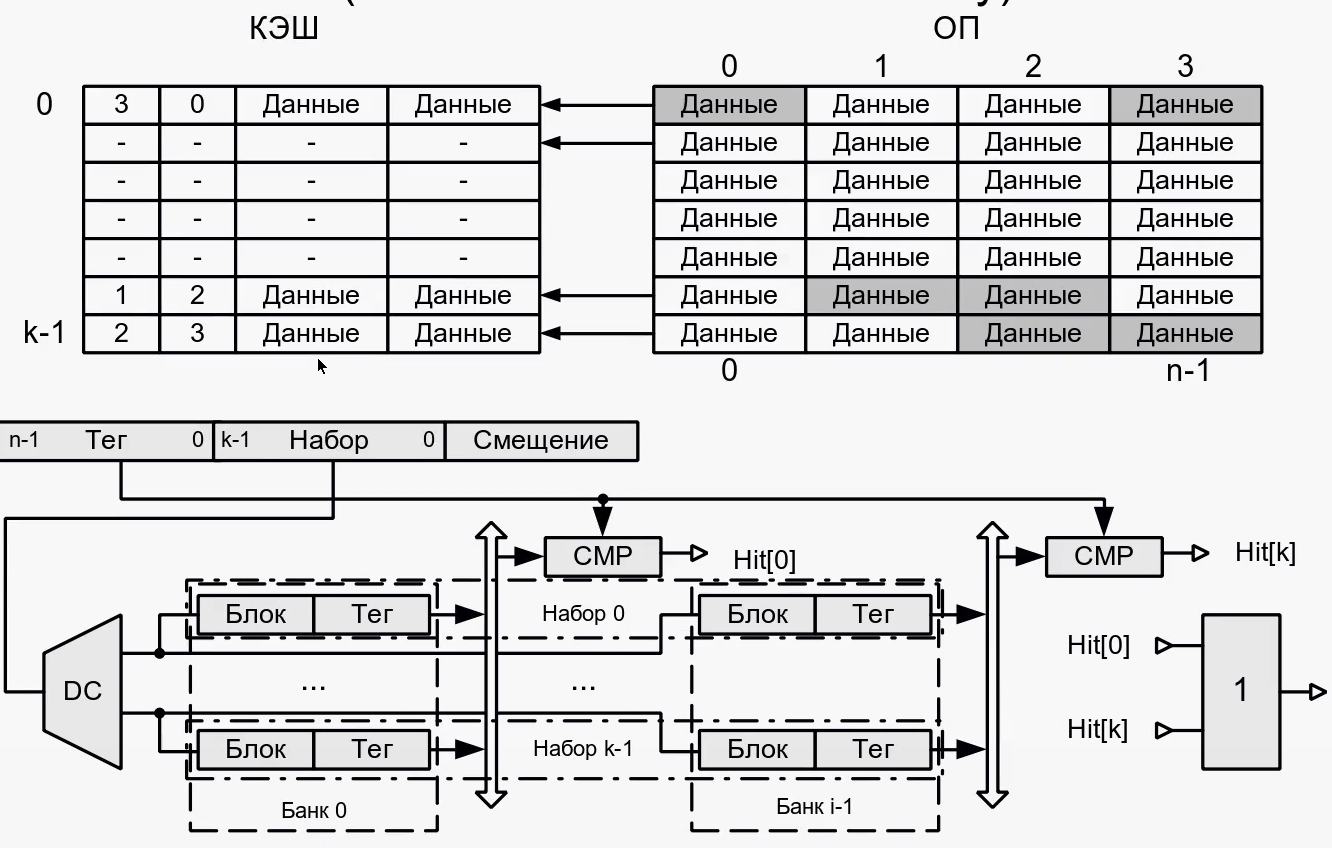 КЭШ ОП
0 1 2 3
0 3 0 Данные Данные Данные Данные Данные Данные
- - - - Данные Данные Данные Данные
- - - - Данные Данные Данные Данные
- - - - Данные Данные Данные Данные
- - - - Данные Данные Данные Данные
1 2 Данные Данные Данные Данные Данные Данные
k-1 2 3 Данные Данные Данные Данные Данные Данные
0 n-1
n-1 Тег 0 k-1 Набор 0 Смещение
CMP Hit[0] CMP Hit[k]
Блок Тег Набор 0 Блок Тег
Hit[0]
DC ... ... 1
Hit[k]
Блок Тег Набор k-1 Блок Тег
Банк 0 Банк i-1